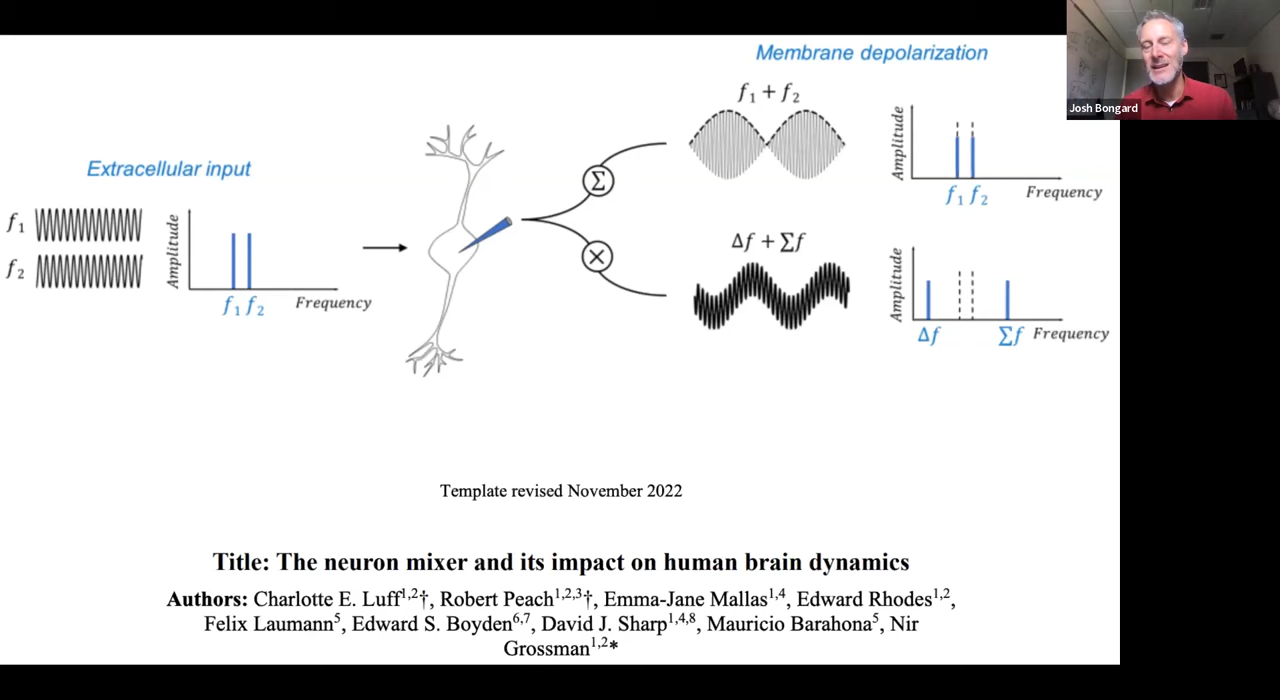 Membrane depolarization
Josh Bongard
f₁ + f₂
Amplitude
f₁ f₂
Frequency
Extracellular input
f₁
f₂
Amplitude
f₁ f₂
Frequency
Σ
×
Δf + Σf
Amplitude
Δf
Σf
Frequency
Template revised November 2022
Title: The neuron mixer and its impact on human brain dynamics
Authors: Charlotte E. Luff¹,²†, Robert Peach¹,²,³†, Emma-Jane Mallas¹,⁴, Edward Rhodes¹,²,
Felix Laumann⁵, Edward S. Boyden⁶,⁷, David J. Sharp¹,⁴,⁸, Mauricio Barahona⁵, Nir
Grossman¹,²*